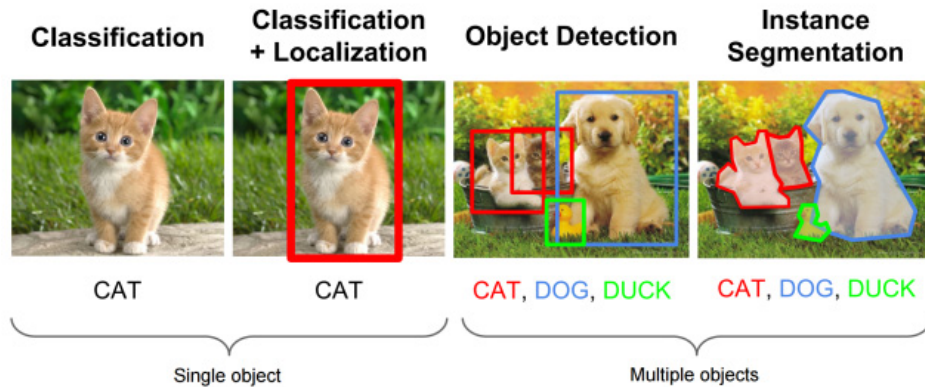 Classification
Classification
+ Localization
Object Detection
Instance
Segmentation
CAT
CAT
CAT, DOG, DUCK
CAT, DOG, DUCK
Single object
Multiple objects